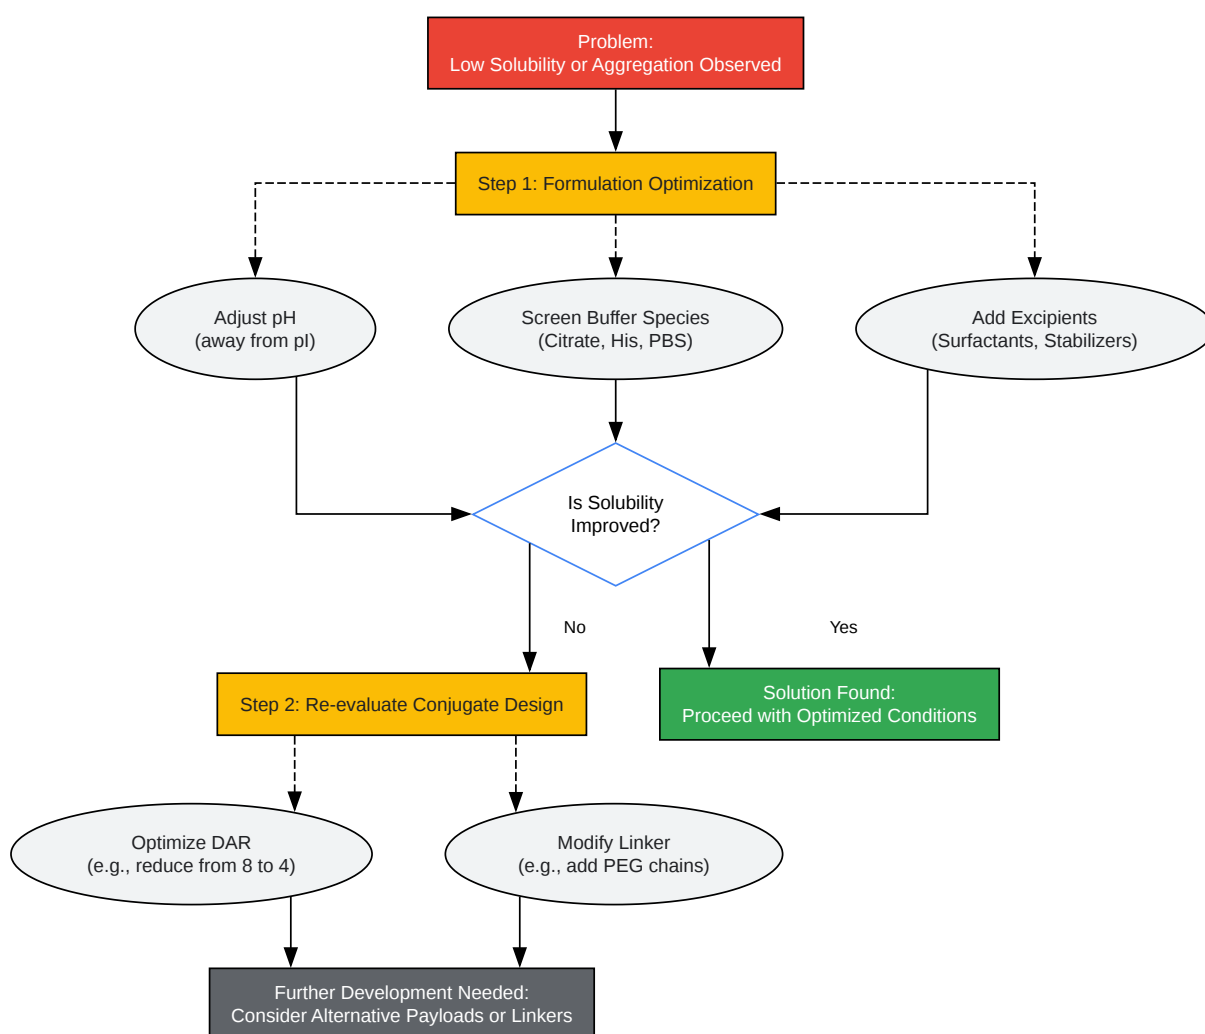 Problem:
Low Solubility or Aggregation Observed
Step 1: Formulation Optimization
Adjust pH
(away from pI)
Screen Buffer Species
(Citrate, His, PBS)
Add Excipients
(Surfactants, Stabilizers)
Is Solubility
Improved?
No
Yes
Step 2: Re-evaluate Conjugate Design
Solution Found:
Proceed with Optimized Conditions
Optimize DAR
(e.g., reduce from 8 to 4)
Modify Linker
(e.g., add PEG chains)
Further Development Needed:
Consider Alternative Payloads or Linkers